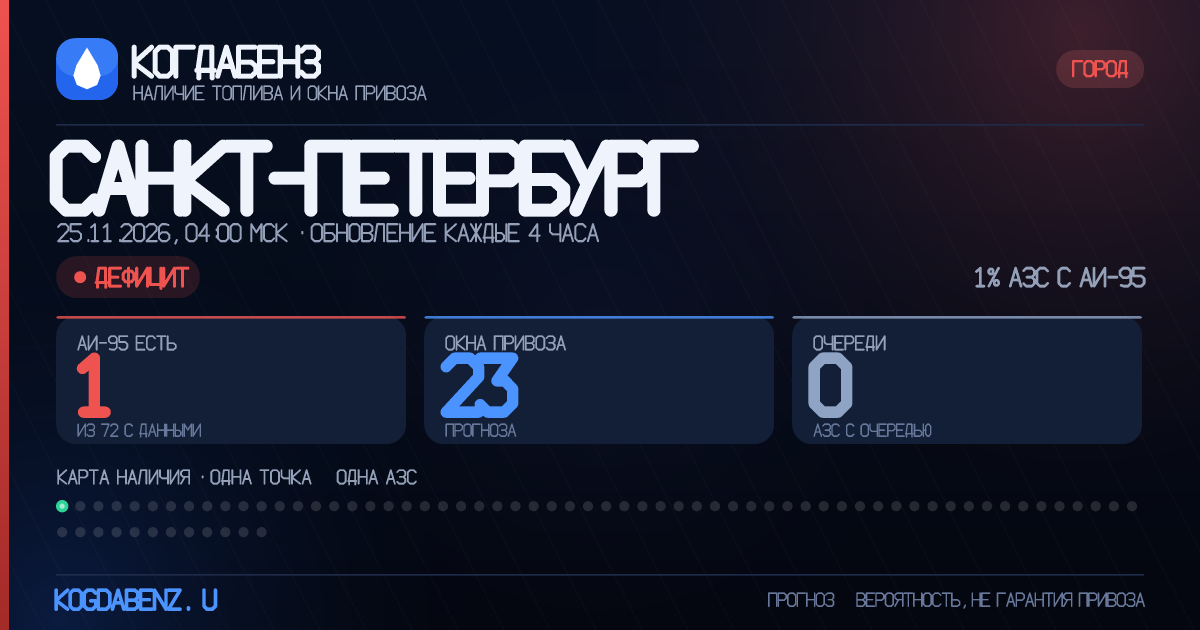 КОГДАБЕНЗ
НАЛИЧИЕ ТОПЛИВА И ОКНА ПРИВОЗА
ГОРОД
САНКТ-ПЕТЕРБУРГ
25.11.2026, 04:00 МСК · ОБНОВЛЕНИЕ КАЖДЫЕ 4 ЧАСА
ДЕФИЦИТ
1% АЗС С АИ-95
АИ-95 ЕСТЬ
1
ИЗ 72 С ДАННЫМИ
ОКНА ПРИВОЗА
23
ПРОГНОЗА
ОЧЕРЕДИ
0
АЗС С ОЧЕРЕДЬЮ
КАРТА НАЛИЧИЯ · ОДНА ТОЧКА ОДНА АЗС
KOGDABENZ. U
ПРОГНОЗ ВЕРОЯТНОСТЬ, НЕ ГАРАНТИЯ ПРИВОЗА